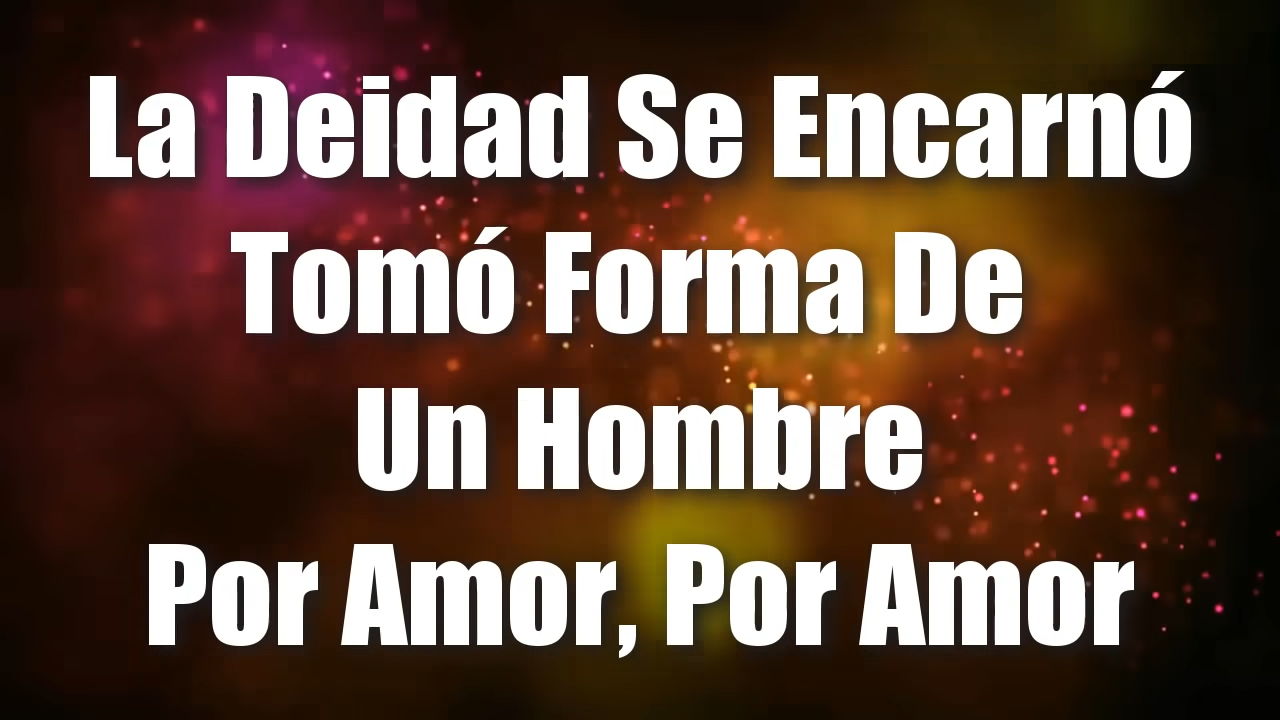 La Deidad Se Encarnó
Tomó Forma De
Un Hombre
Por Amor, Por Amor